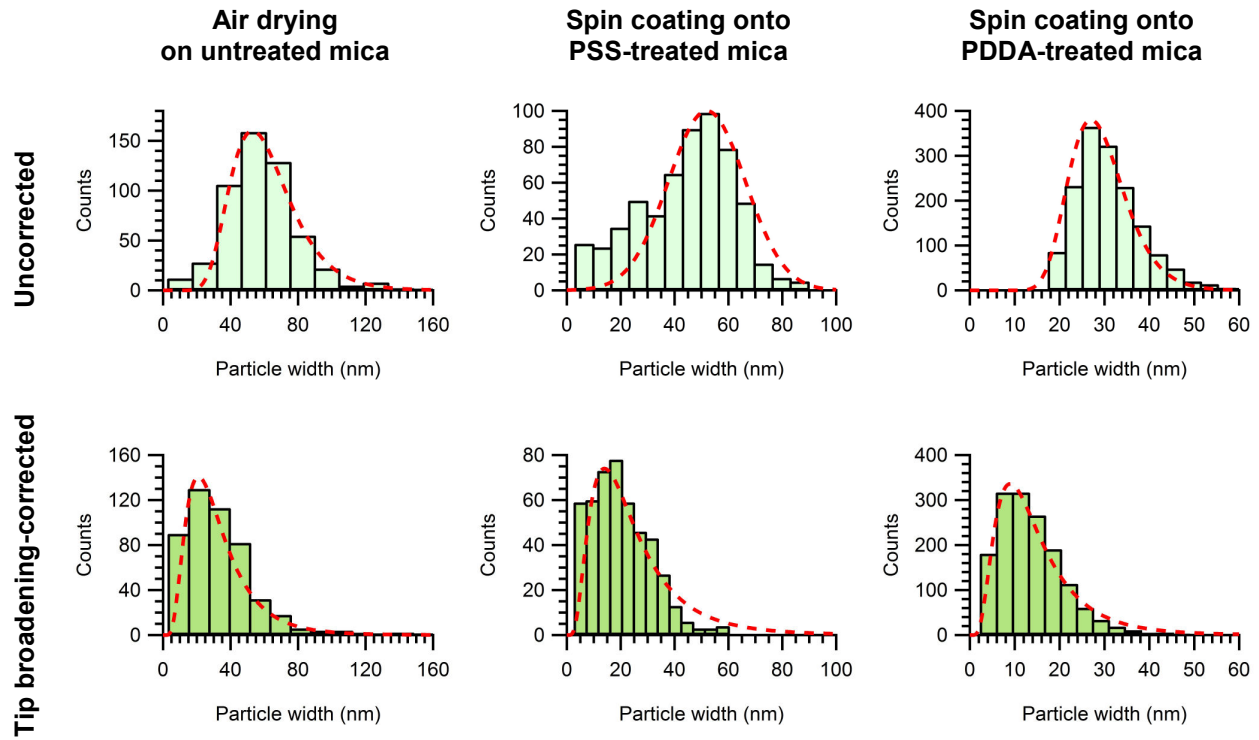 Air drying
on untreated mica
Spin coating onto
PSS-treated mica
Spin coating onto
PDDA-treated mica
Uncorrected
Counts
150
100
50
0
0 40 80 120 160
Particle width (nm)
Counts
100
80
60
40
20
0
0 20 40 60 80 100
Particle width (nm)
Counts
400
300
200
100
0
0 10 20 30 40 50 60
Particle width (nm)
Tip broadening-corrected
Counts
160
120
80
40
0
0 40 80 120 160
Particle width (nm)
Counts
80
60
40
20
0
0 20 40 60 80 100
Particle width (nm)
Counts
400
300
200
100
0
0 10 20 30 40 50 60
Particle width (nm)